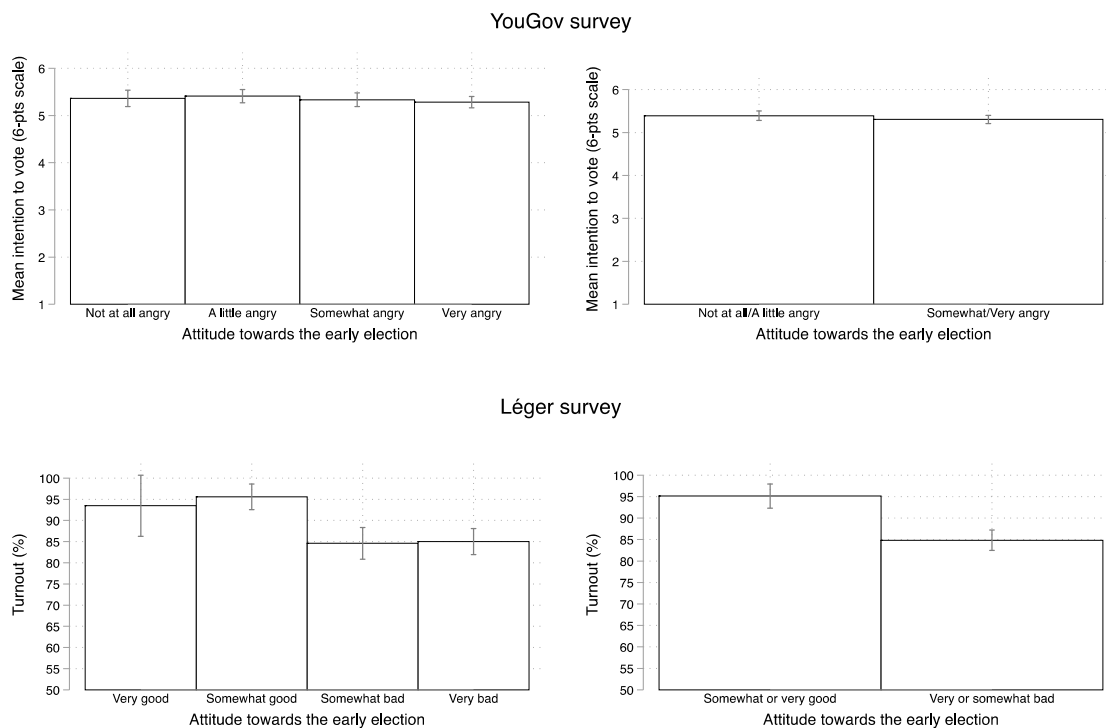 YouGov survey
Mean intention to vote (6-pts scale)
6
5
4
3
2
1
Not at all angry A little angry Somewhat angry Very angry
Attitude towards the early election
Mean intention to vote (6-pts scale)
6
5
4
3
2
1
Not at all/A little angry Somewhat/Very angry
Attitude towards the early election
Léger survey
Turnout (%)
100
95
90
85
80
75
70
65
60
55
50
Very good Somewhat good Somewhat bad Very bad
Attitude towards the early election
Turnout (%)
100
95
90
85
80
75
70
65
60
55
50
Somewhat or very good Very or somewhat bad
Attitude towards the early election